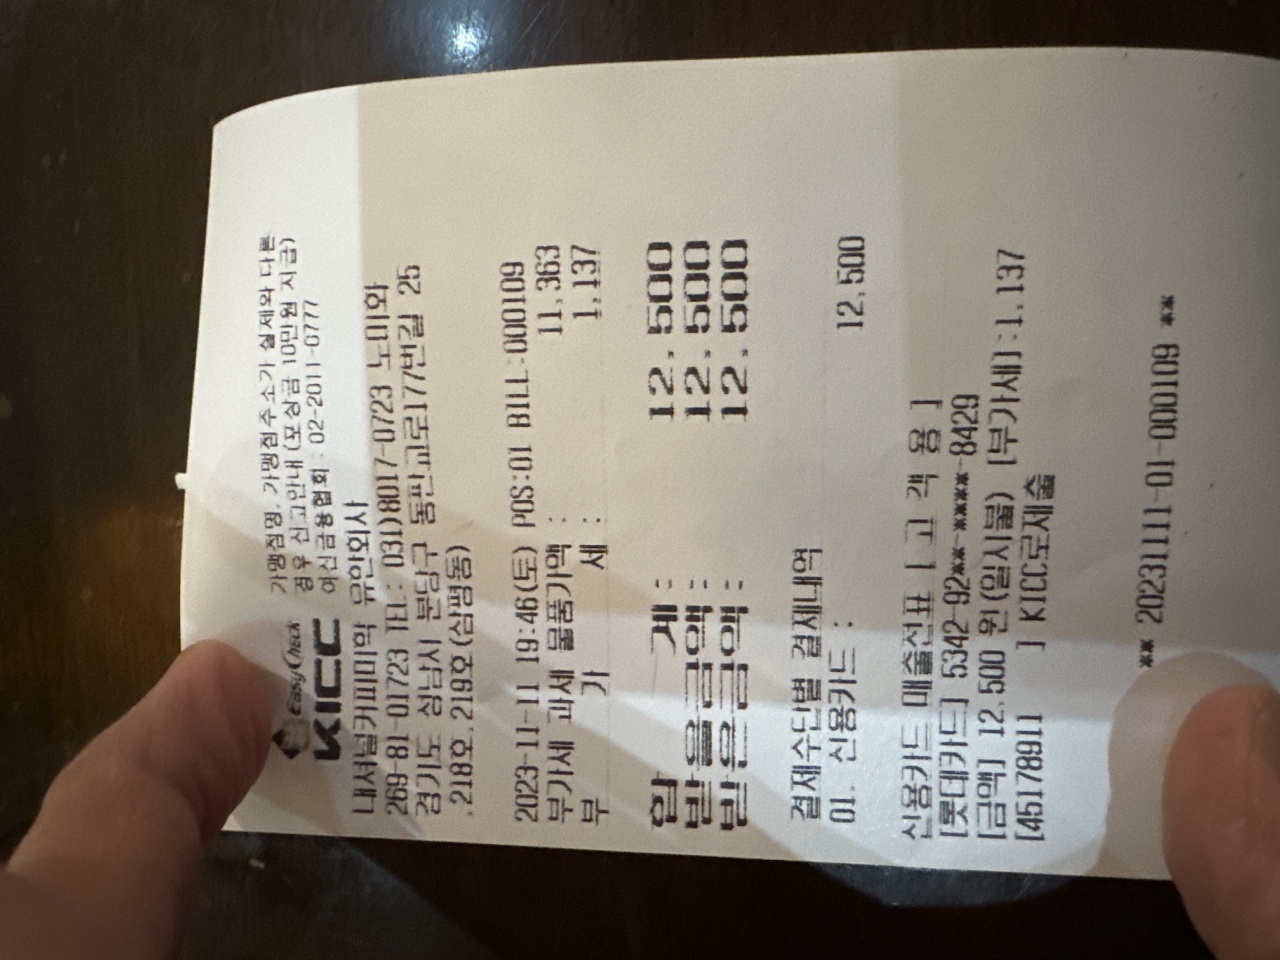 Easy Check
KICC
가맹점명, 가맹점주소가 실제와 다른
경우 신고안내 (포상금 10만원 지급)
여신금융협회 : 02-2011-0777
내셔널커피미학 유한회사
269-81-01723 TEL : 031)8017-0723 노미화
경기도 성남시 분당구 동판교로177번길 25
,218호,219호(삼평동)
2023-11-11 19:46(토) POS:01 BILL:000109
부가세 과세 물품가액 : 11,363
부 가 세 : 1,137
합 계 : 12,500
받을금액 : 12,500
받은금액 : 12,500
결제수단별 결제내역
01. 신용카드 : 12,500
신용카드 매출전표 [ 고 객 용 ]
[롯데카드] 5342-92**-****-8429
[금액] 12,500 원(일시불) [부가세]:1,137
[45178911 ] KICC로제출
** 20231111-01-000109 **